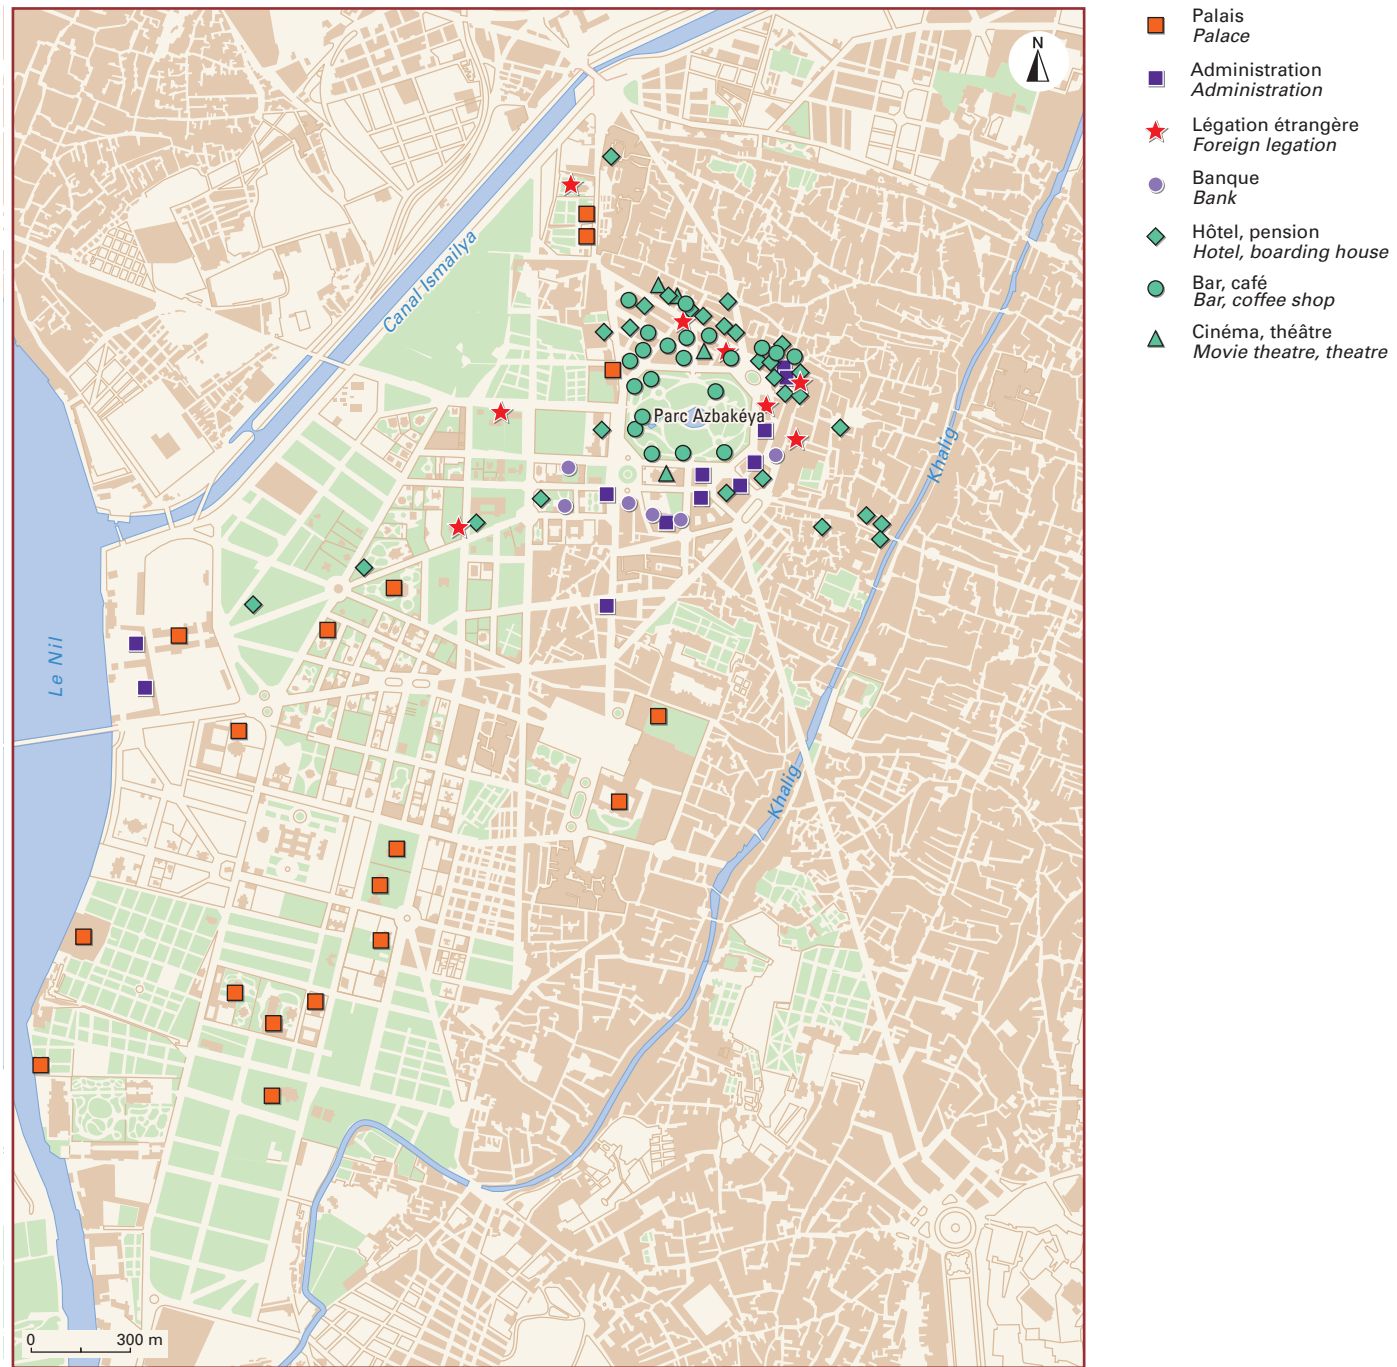 N
Canal Ismailya
Parc Azbakéya
Khalig
Le Nil
Khalig
0 300 m
Palais
Palace
Administration
Administration
Légation étrangère
Foreign legation
Banque
Bank
Hôtel, pension
Hotel, boarding house
Bar, café
Bar, coffee shop
Cinéma, théâtre
Movie theatre, theatre